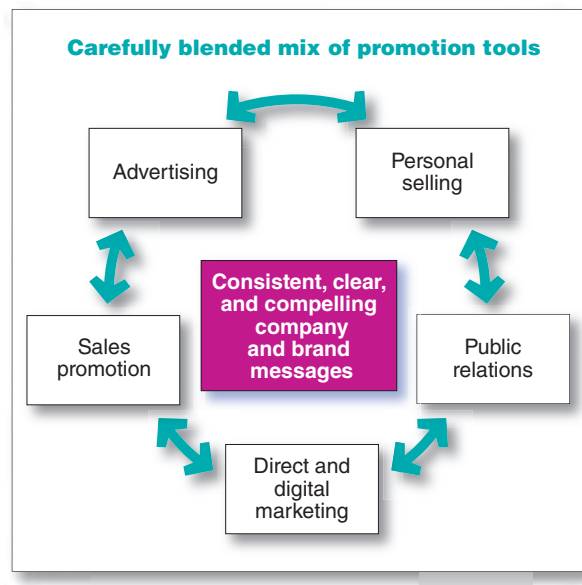 Carefully blended mix of promotion tools
Advertising
Personal
selling
Consistent, clear,
and compelling
company
and brand
messages
Sales
promotion
Public
relations
Direct and
digital
marketing